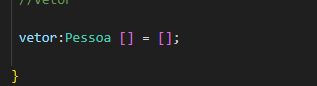 //Vetor
vetor:Pessoa [] = [];
}